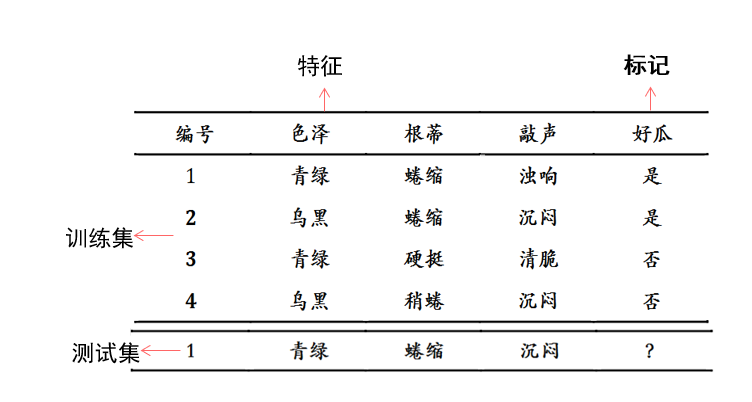 特征 标记
编号 色泽 根蒂 敲声 好瓜
1 青绿 蜷缩 浊响 是
2 乌黑 蜷缩 沉闷 是
训练集
3 青绿 硬挺 清脆 否
4 乌黑 稍蜷 沉闷 否
测试集 1 青绿 蜷缩 沉闷 ?